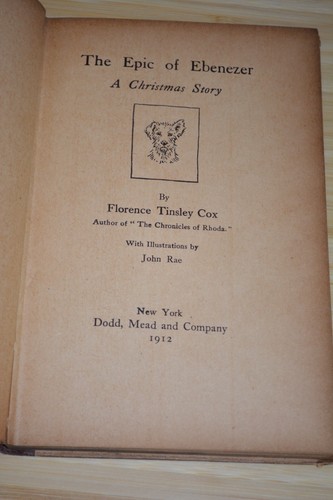 The Epic of Ebenezer
A Christmas Story
By
Florence Tinsley Cox
Author of "The Chronicles of Rhoda."
With Illustrations by
John Rae
New York
Dodd, Mead and Company
1912